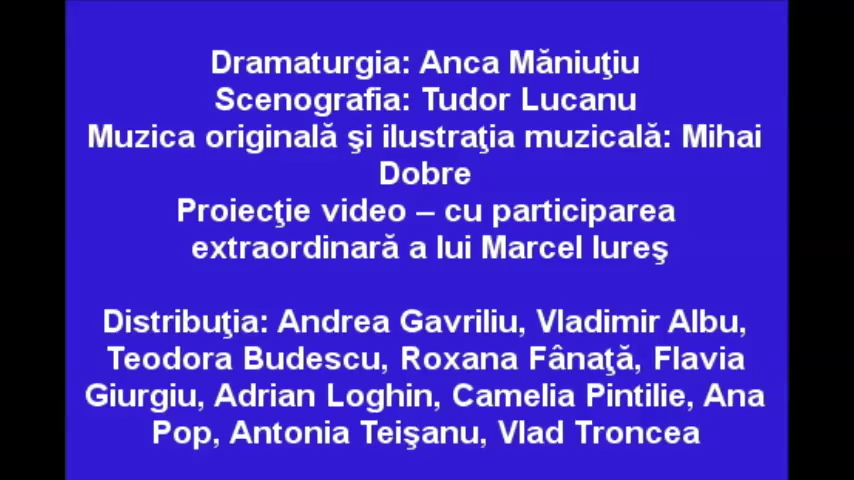 Dramaturgia: Anca Măniuţiu
Scenografia: Tudor Lucanu
Muzica originală şi ilustraţia muzicală: Mihai
Dobre
Proiecţie video – cu participarea
extraordinară a lui Marcel Iureş
Distribuţia: Andrea Gavriliu, Vladimir Albu,
Teodora Budescu, Roxana Fânaţă, Flavia
Giurgiu, Adrian Loghin, Camelia Pintilie, Ana
Pop, Antonia Teişanu, Vlad Troncea